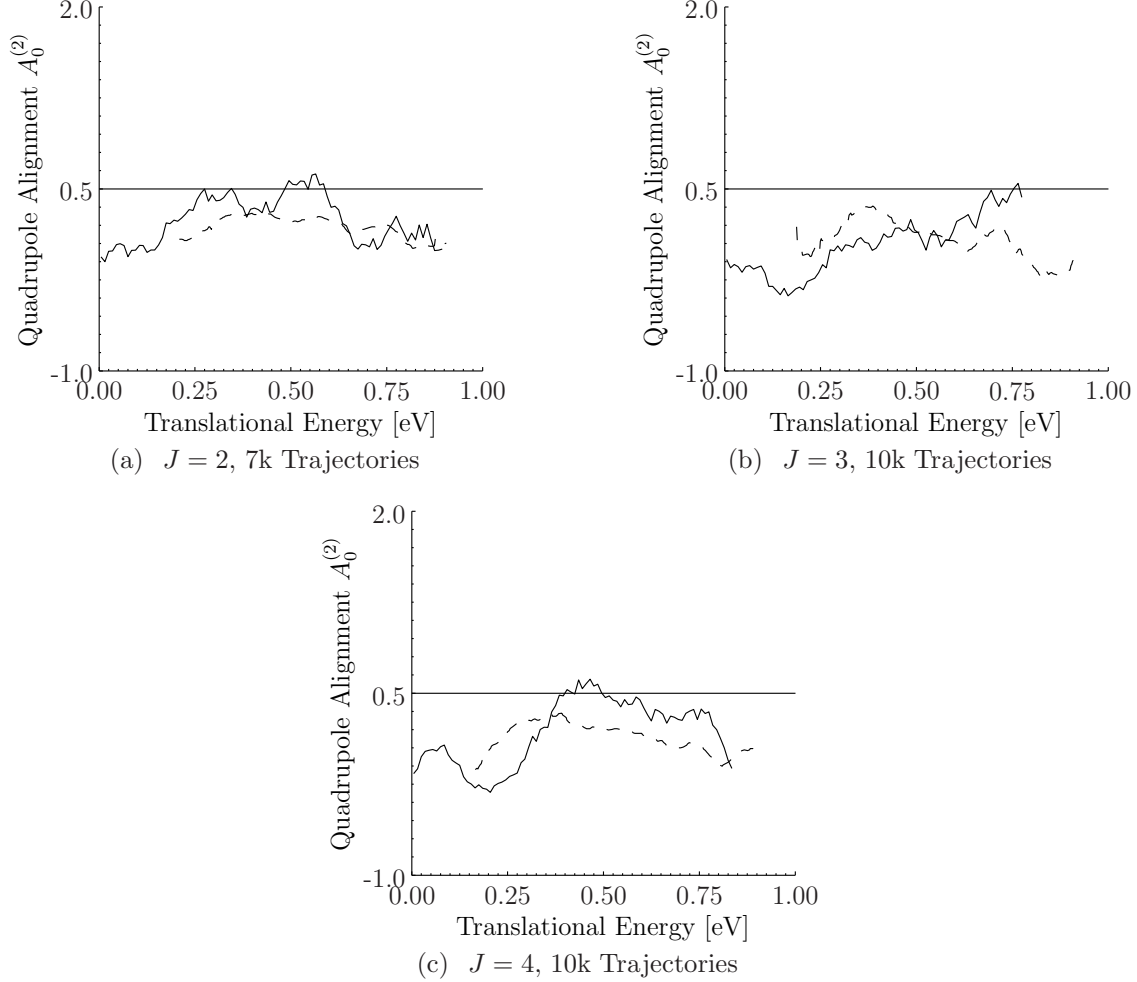 2.0
0.5
-1.0
Quadrupole Alignment A_0^{(2)}
0.00 0.25 0.50 0.75 1.00
Translational Energy [eV]
(a) J = 2, 7k Trajectories
2.0
0.5
-1.0
Quadrupole Alignment A_0^{(2)}
0.00 0.25 0.50 0.75 1.00
Translational Energy [eV]
(b) J = 3, 10k Trajectories
2.0
0.5
-1.0
Quadrupole Alignment A_0^{(2)}
0.00 0.25 0.50 0.75 1.00
Translational Energy [eV]
(c) J = 4, 10k Trajectories